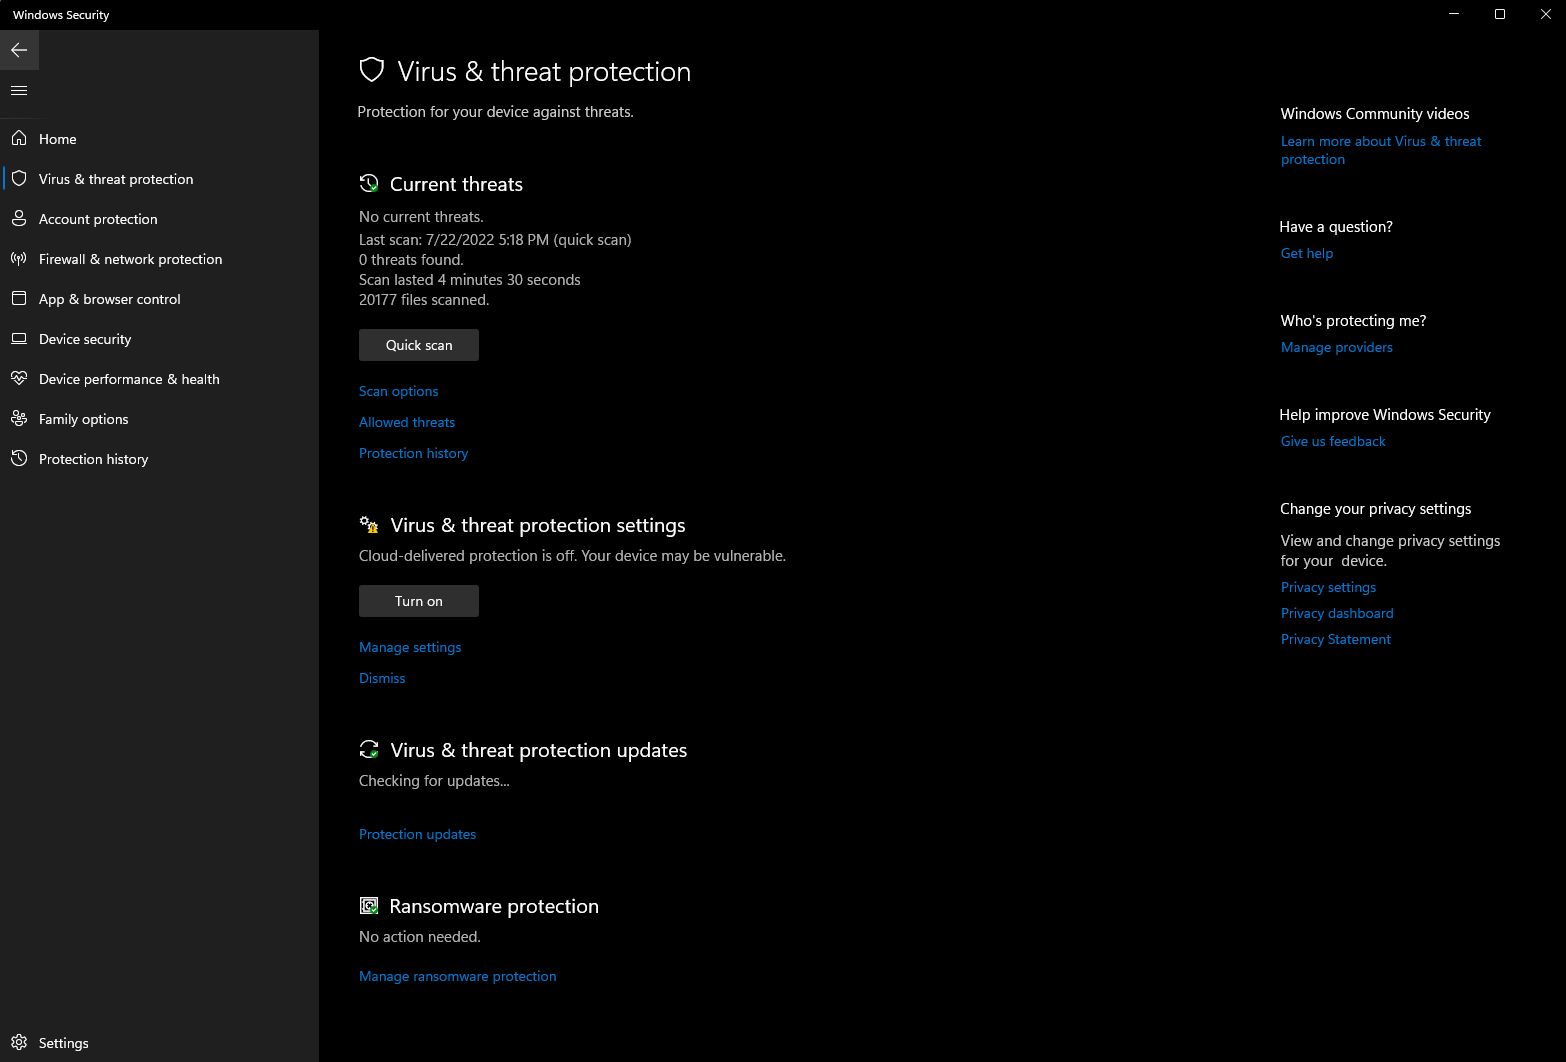 Windows Security
Home
Virus & threat protection
Account protection
Firewall & network protection
App & browser control
Device security
Device performance & health
Family options
Protection history
Settings
Virus & threat protection
Protection for your device against threats.
Current threats
No current threats.
Last scan: 7/22/2022 5:18 PM (quick scan)
0 threats found.
Scan lasted 4 minutes 30 seconds
20177 files scanned.
Quick scan
Scan options
Allowed threats
Protection history
Virus & threat protection settings
Cloud-delivered protection is off. Your device may be vulnerable.
Turn on
Manage settings
Dismiss
Virus & threat protection updates
Checking for updates...
Protection updates
Ransomware protection
No action needed.
Manage ransomware protection
Windows Community videos
Learn more about Virus & threat
protection
Have a question?
Get help
Who's protecting me?
Manage providers
Help improve Windows Security
Give us feedback
Change your privacy settings
View and change privacy settings
for your device.
Privacy settings
Privacy dashboard
Privacy Statement